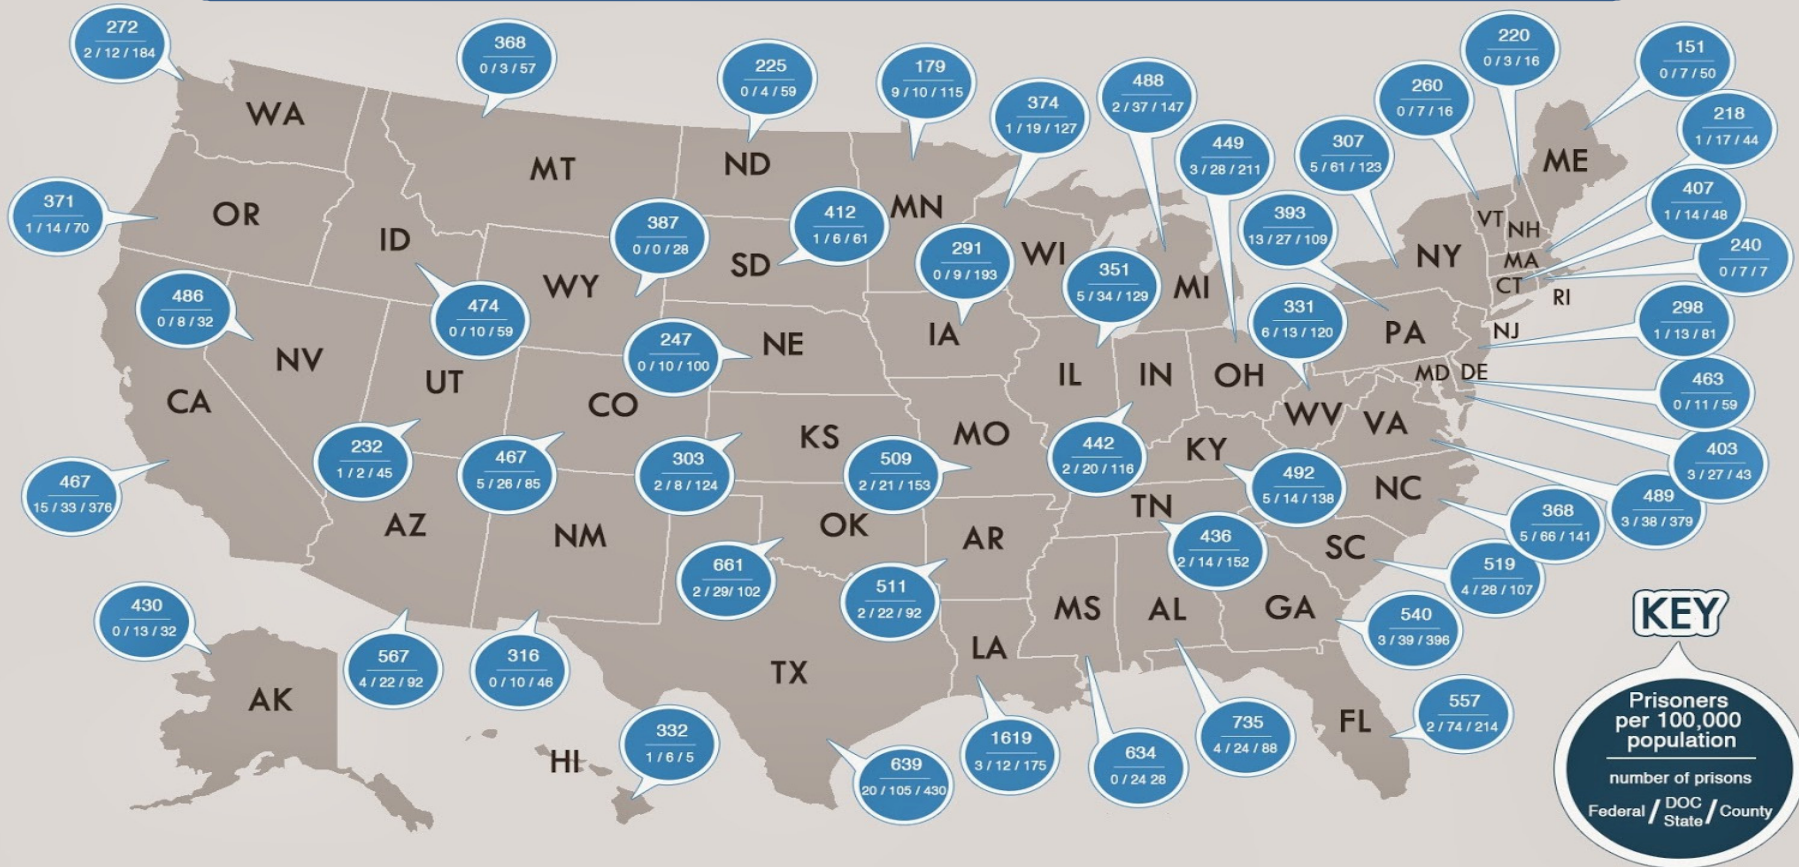 272
2 / 12 / 184
368
0 / 3 / 57
225
0 / 4 / 59
179
9 / 10 / 115
374
1 / 19 / 127
488
2 / 37 / 147
449
3 / 28 / 211
307
5 / 61 / 123
260
0 / 7 / 16
220
0 / 3 / 16
151
0 / 7 / 50
218
1 / 17 / 44
407
1 / 14 / 48
240
0 / 7 / 7
393
13 / 27 / 109
298
1 / 13 / 81
463
0 / 11 / 59
403
3 / 27 / 43
489
3 / 38 / 379
368
5 / 66 / 141
519
4 / 28 / 107
540
3 / 39 / 396
557
2 / 74 / 214
371
1 / 14 / 70
486
0 / 8 / 32
474
0 / 10 / 59
387
0 / 0 / 28
412
1 / 6 / 61
291
0 / 9 / 193
351
5 / 34 / 129
331
6 / 13 / 120
247
0 / 10 / 100
467
15 / 33 / 376
232
1 / 2 / 45
467
5 / 26 / 85
303
2 / 8 / 124
509
2 / 21 / 153
442
2 / 20 / 116
492
5 / 14 / 138
436
2 / 14 / 152
661
2 / 29/ 102
511
2 / 22 / 92
430
0 / 13 / 32
567
4 / 22 / 92
316
0 / 10 / 46
332
1 / 6 / 5
639
20 / 105 / 430
1619
3 / 12 / 175
634
0 / 24 28
735
4 / 24 / 88
WA
MT
ND
MN
ME
OR
ID
WY
SD
WI
MI
NY
VT
NH
MA
CT
RI
NV
UT
CA
CO
NE
IA
IL
IN
OH
PA
NJ
MD
DE
WV
VA
KS
MO
KY
NC
TN
AZ
NM
OK
AR
SC
MS
AL
GA
LA
TX
FL
AK
HI
KEY
Prisoners
per 100,000
population
number of prisons
Federal / DOC State / County